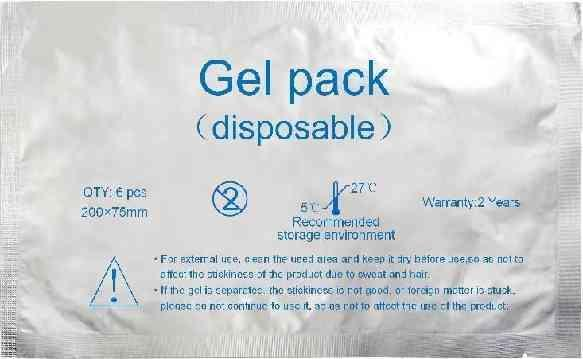 Gel pack
（disposable）
QTY: 6 pcs
200×75mm
2
27℃
5℃
Recommended
storage environment
Warranty:2 Years
• For external use, clean the used area and keep it dry before use,so as not to
affect the stickiness of the product due to sweat and hair.
• If the gel is separated, the stickiness is not good, or foreign matter is stuck,
please do not continue to use it, so as not to affect the use of the product.